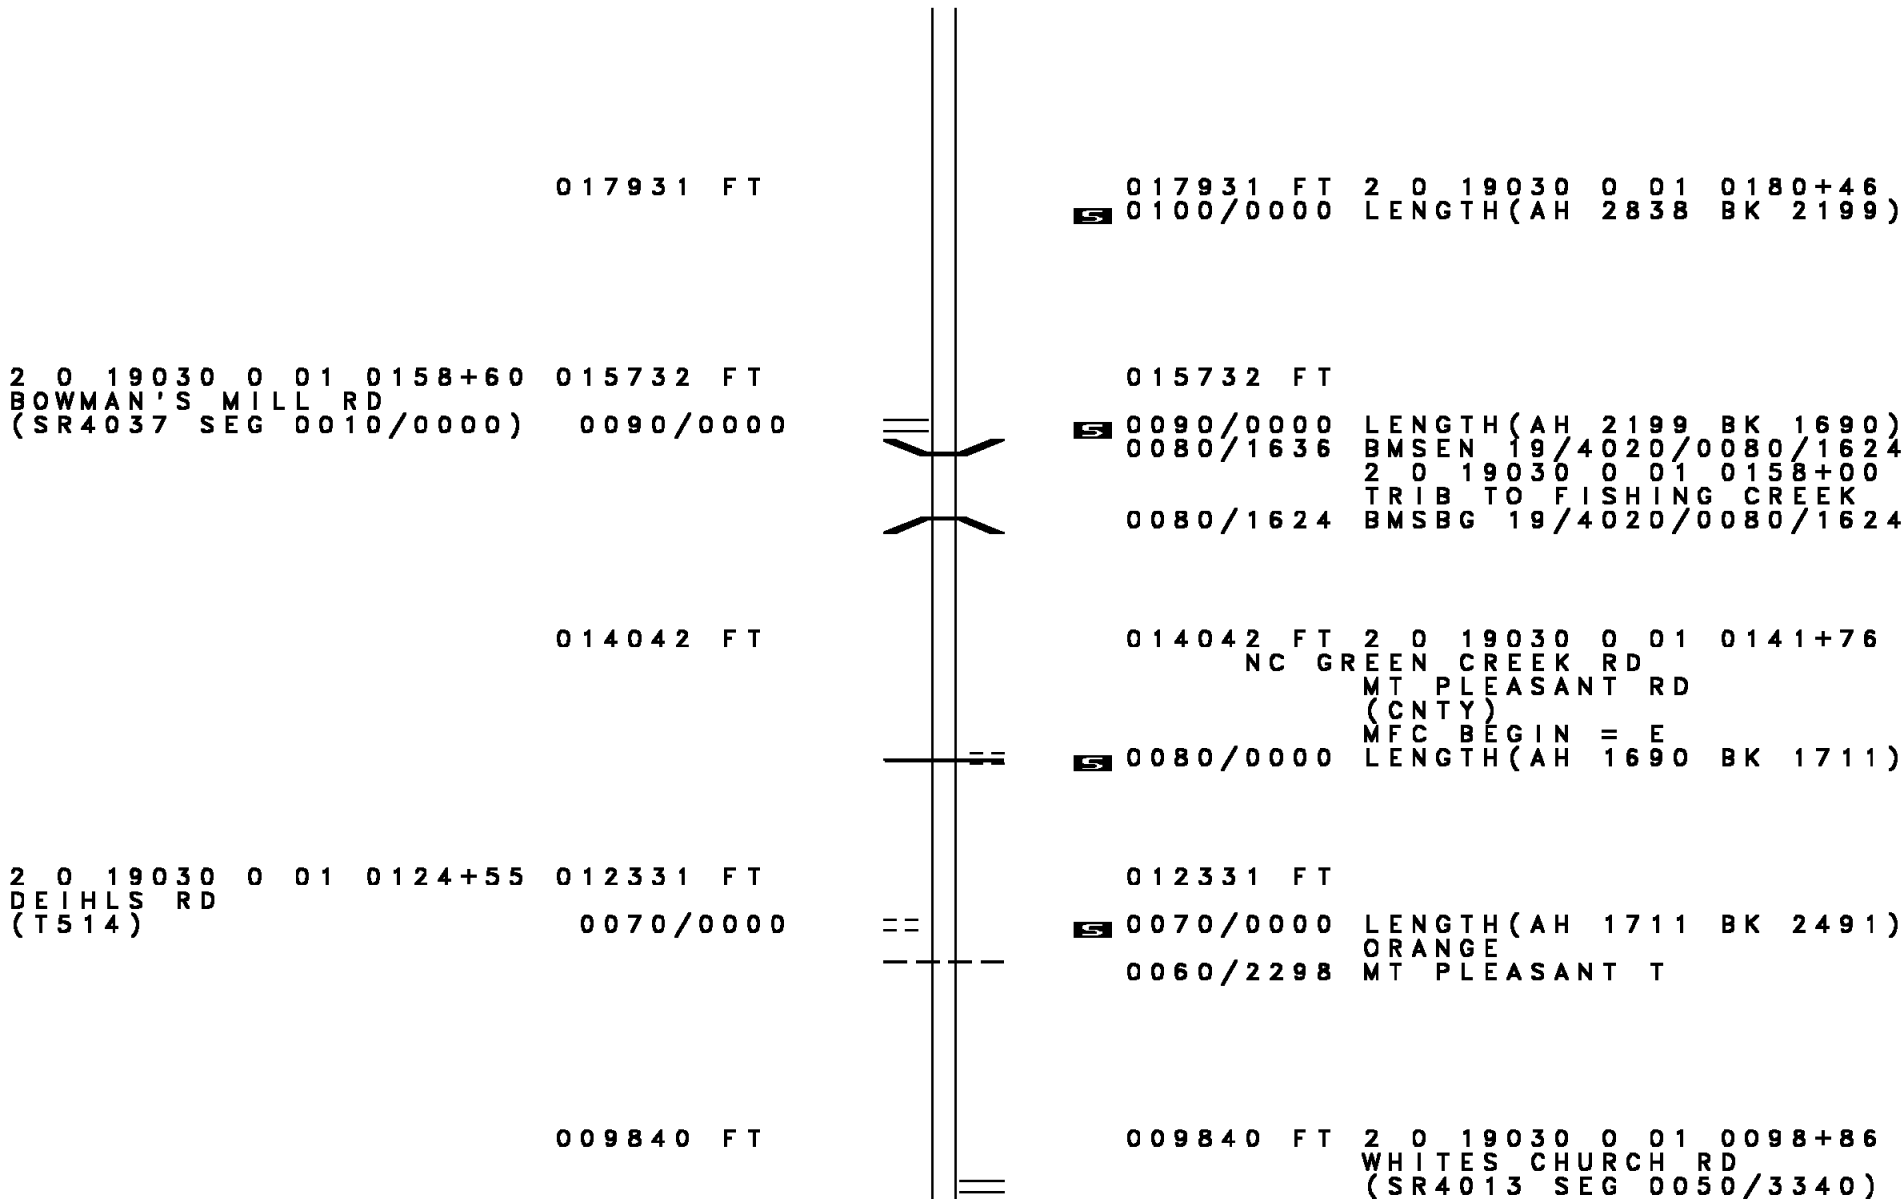 017931 FT 017931 FT 2 0 19030 0 01 0180+46
S 0100/0000 LENGTH(AH 2838 BK 2199)
2 0 19030 0 01 0158+60 015732 FT 015732 FT
BOWMAN'S MILL RD
(SR4037 SEG 0010/0000) 0090/0000 S 0090/0000 LENGTH(AH 2199 BK 1690)
0080/1636 BMSEN 19/4020/0080/1624
2 0 19030 0 01 0158+00
TRIB TO FISHING CREEK
0080/1624 BMSBG 19/4020/0080/1624
014042 FT 014042 FT 2 0 19030 0 01 0141+76
NC GREEN CREEK RD
MT PLEASANT RD
(CNTY)
MFC BEGIN = E
S 0080/0000 LENGTH(AH 1690 BK 1711)
2 0 19030 0 01 0124+55 012331 FT 012331 FT
DEIHLS RD
(T514) 0070/0000 S 0070/0000 LENGTH(AH 1711 BK 2491)
ORANGE
0060/2298 MT PLEASANT T
009840 FT 009840 FT 2 0 19030 0 01 0098+86
WHITES CHURCH RD
(SR4013 SEG 0050/3340)